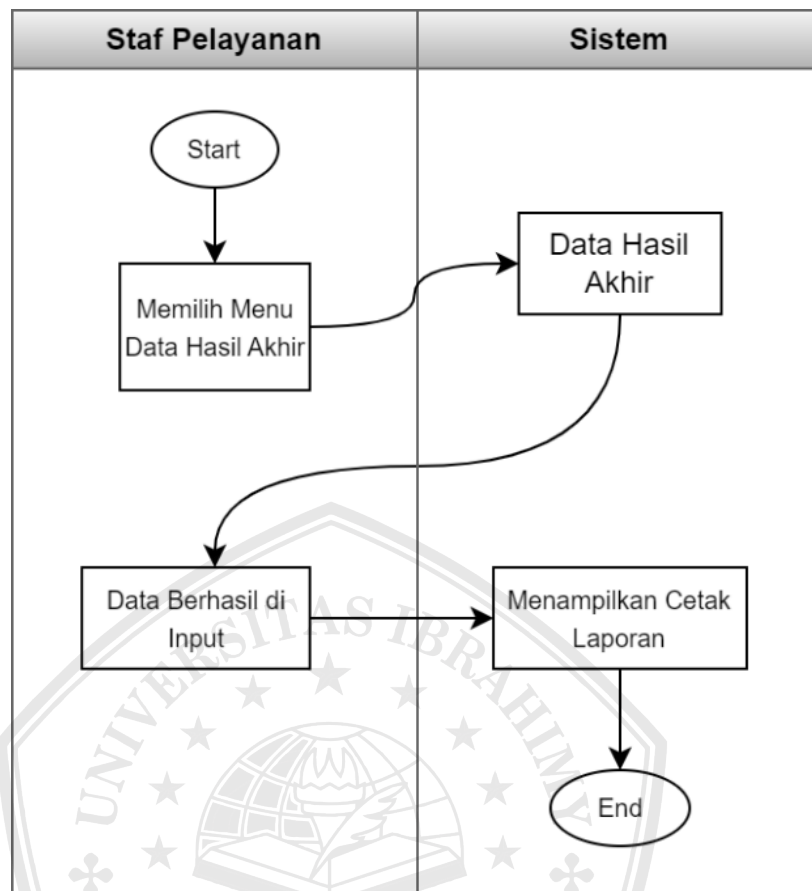 Staf Pelayanan
Sistem
Start
Memilih Menu
Data Hasil Akhir
Data Hasil
Akhir
Data Berhasil di
Input
Menampilkan Cetak
Laporan
End
UNIVERSITAS IBRAHIMY